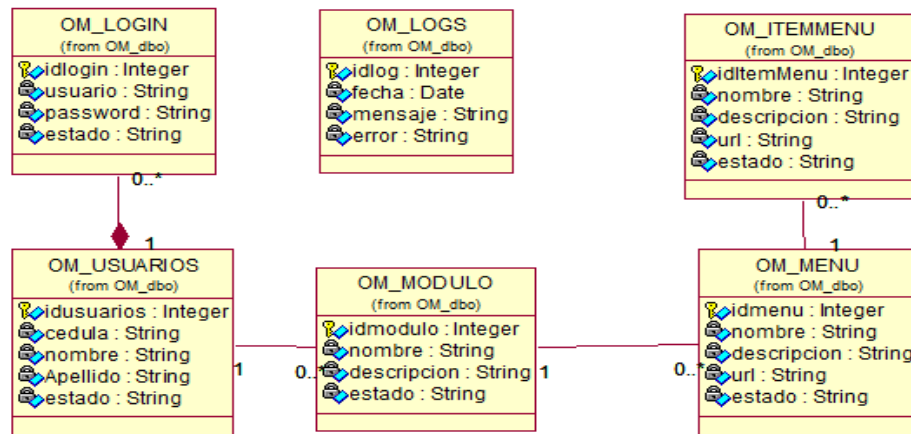 OM_LOGIN
(from OM_dbo)
idlogin : Integer
usuario : String
password : String
estado : String
OM_LOGS
(from OM_dbo)
idlog : Integer
fecha : Date
mensaje : String
error : String
OM_ITEMMENU
(from OM_dbo)
idItemMenu : Integer
nombre : String
descripcion : String
url : String
estado : String
0..*
1
0..*
1
OM_USUARIOS
(from OM_dbo)
idusuarios : Integer
cedula : String
nombre : String
Apellido : String
estado : String
1
0..*
OM_MODULO
(from OM_dbo)
idmodulo : Integer
nombre : String
descripcion : String
estado : String
1
0..*
OM_MENU
(from OM_dbo)
idmenu : Integer
nombre : String
descripcion : String
url : String
estado : String